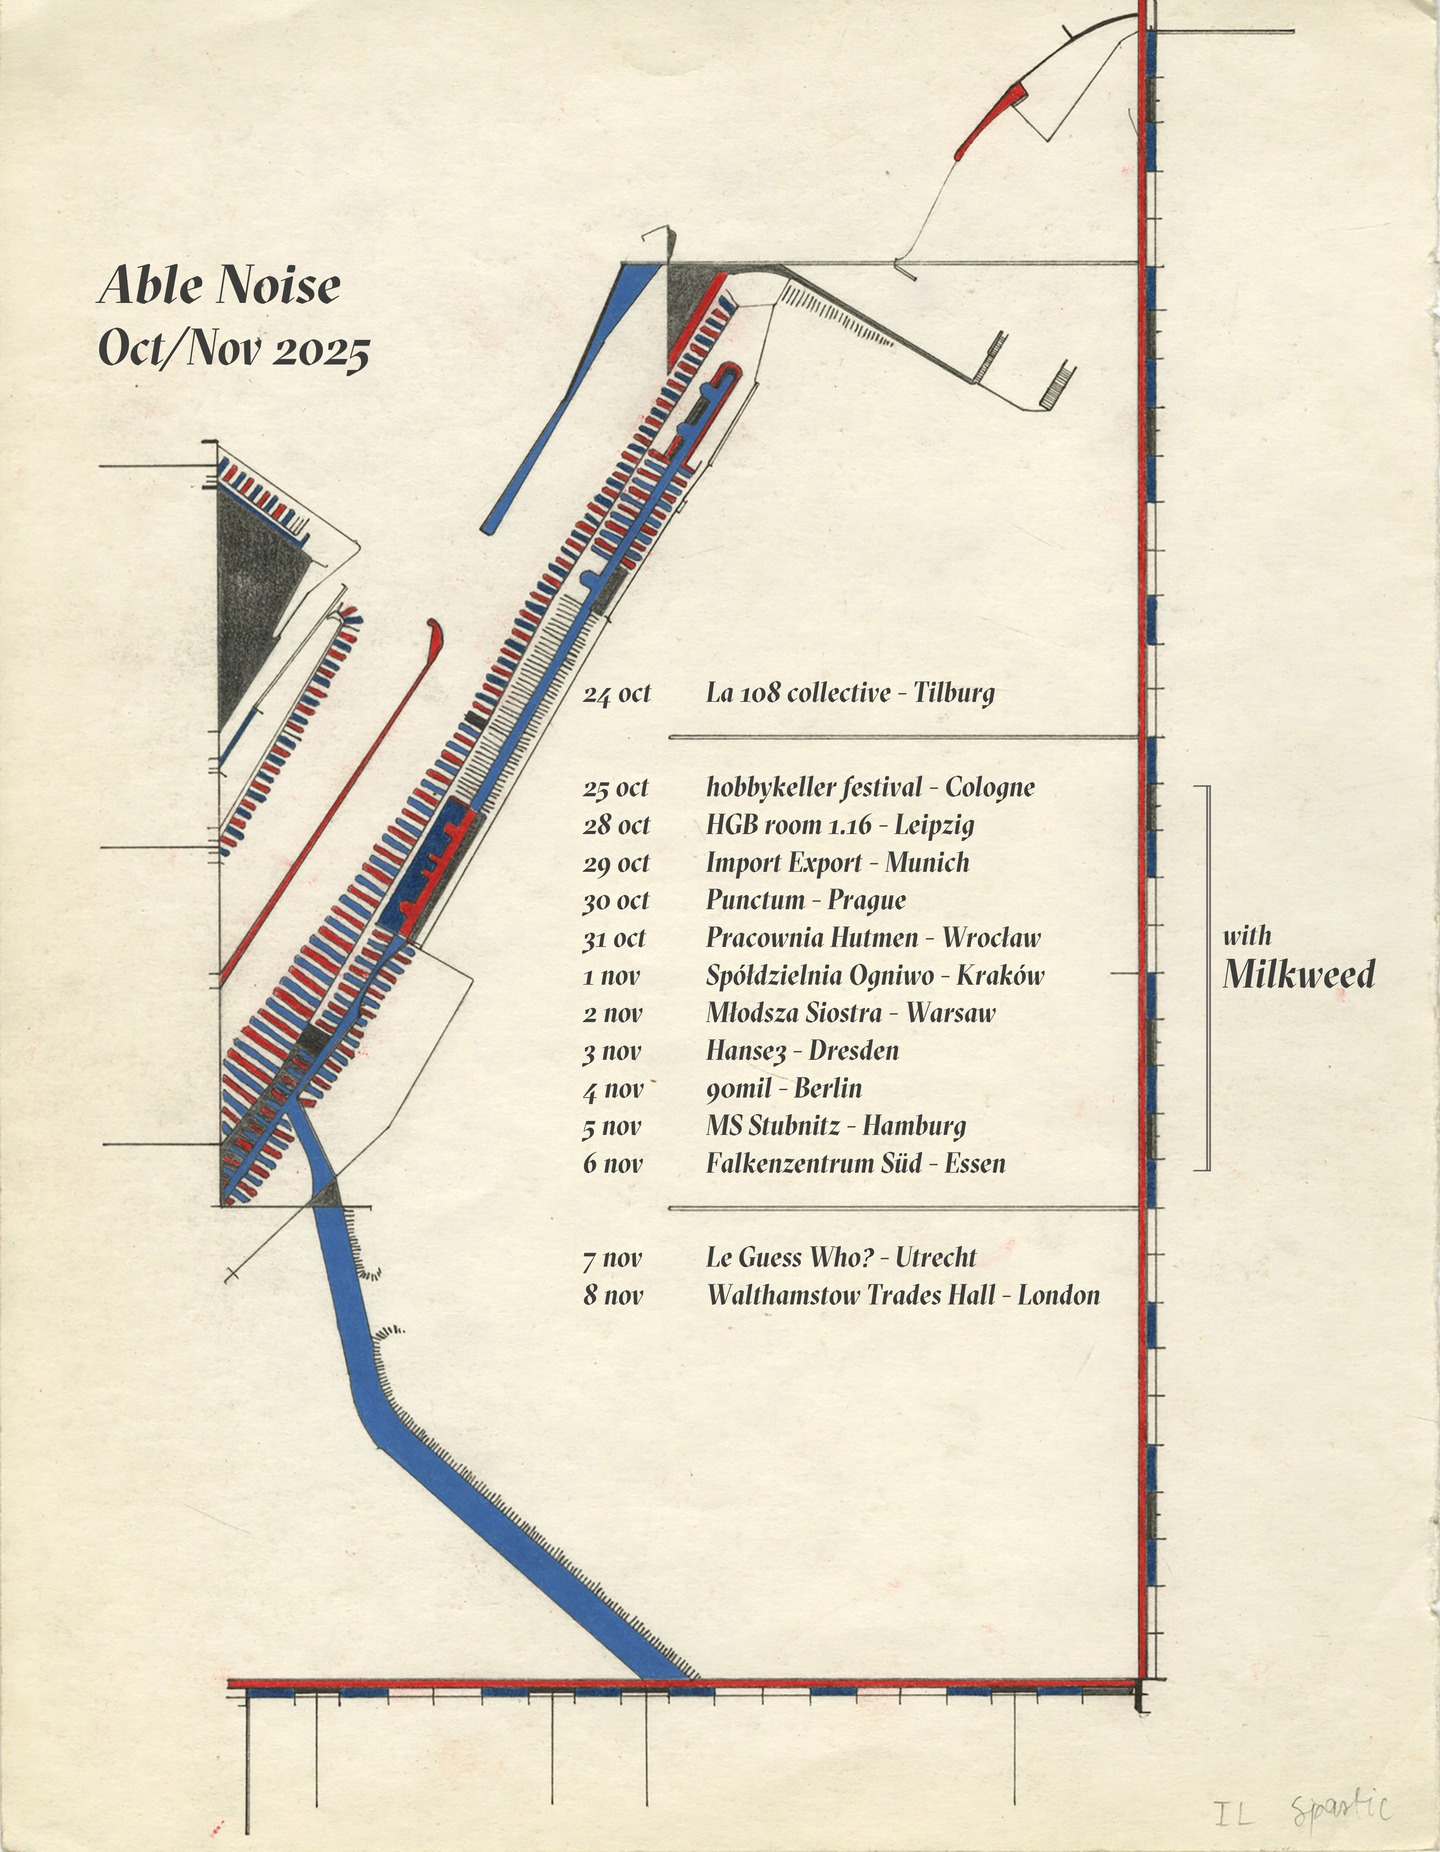 Able Noise
Oct/Nov 2025
24 oct La 108 collective - Tilburg
25 oct hobbykeller festival - Cologne
28 oct HGB room 1.16 - Leipzig
29 oct Import Export - Munich
30 oct Punctum - Prague
31 oct Pracownia Hutmen - Wrocław
1 nov Spółdzielnia Ogniwo - Kraków
2 nov Młodsza Siostra - Warsaw
3 nov Hanse3 - Dresden
4 nov 90mil - Berlin
5 nov MS Stubnitz - Hamburg
6 nov Falkenzentrum Süd - Essen
with
Milkweed
7 nov Le Guess Who? - Utrecht
8 nov Walthamstow Trades Hall - London
IL spastic